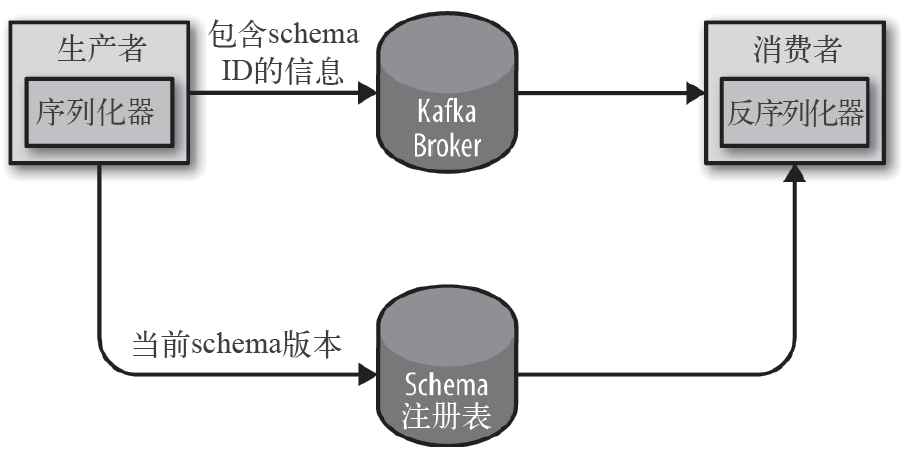 生产者
序列化器
包含schema
ID的信息
Kafka
Broker
消费者
反序列化器
当前schema版本
Schema
注册表